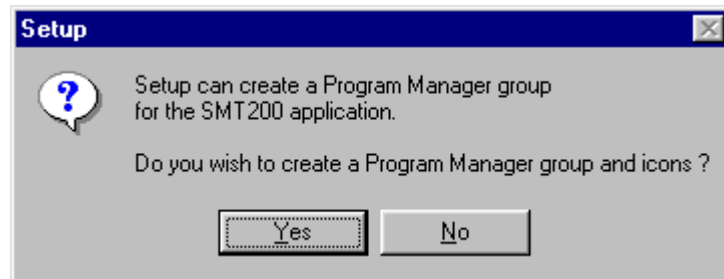 Setup
Setup can create a Program Manager group
for the SMT200 application.
Do you wish to create a Program Manager group and icons ?
Yes
No